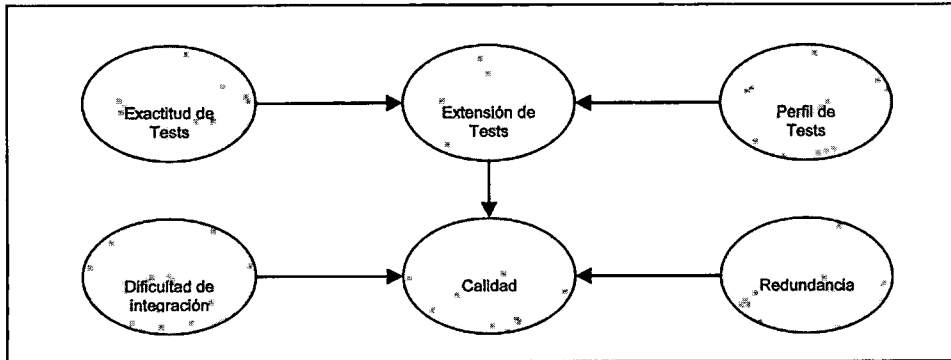 Exactitud de
Tests
Extensión de
Tests
Perfil de
Tests
Dificultad de
integración
Calidad
Redundancia